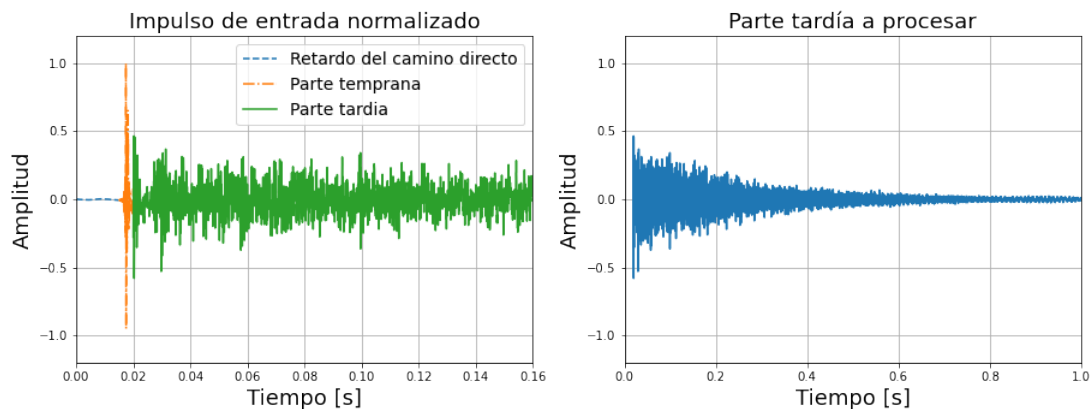 Impulso de entrada normalizado
1.0
0.5
0.0
−0.5
−1.0
Amplitud
Retardo del camino directo
Parte temprana
Parte tardia
0.00 0.02 0.04 0.06 0.08 0.10 0.12 0.14 0.16
Tiempo [s]
Parte tardía a procesar
1.0
0.5
0.0
−0.5
−1.0
Amplitud
0.0 0.2 0.4 0.6 0.8 1.0
Tiempo [s]